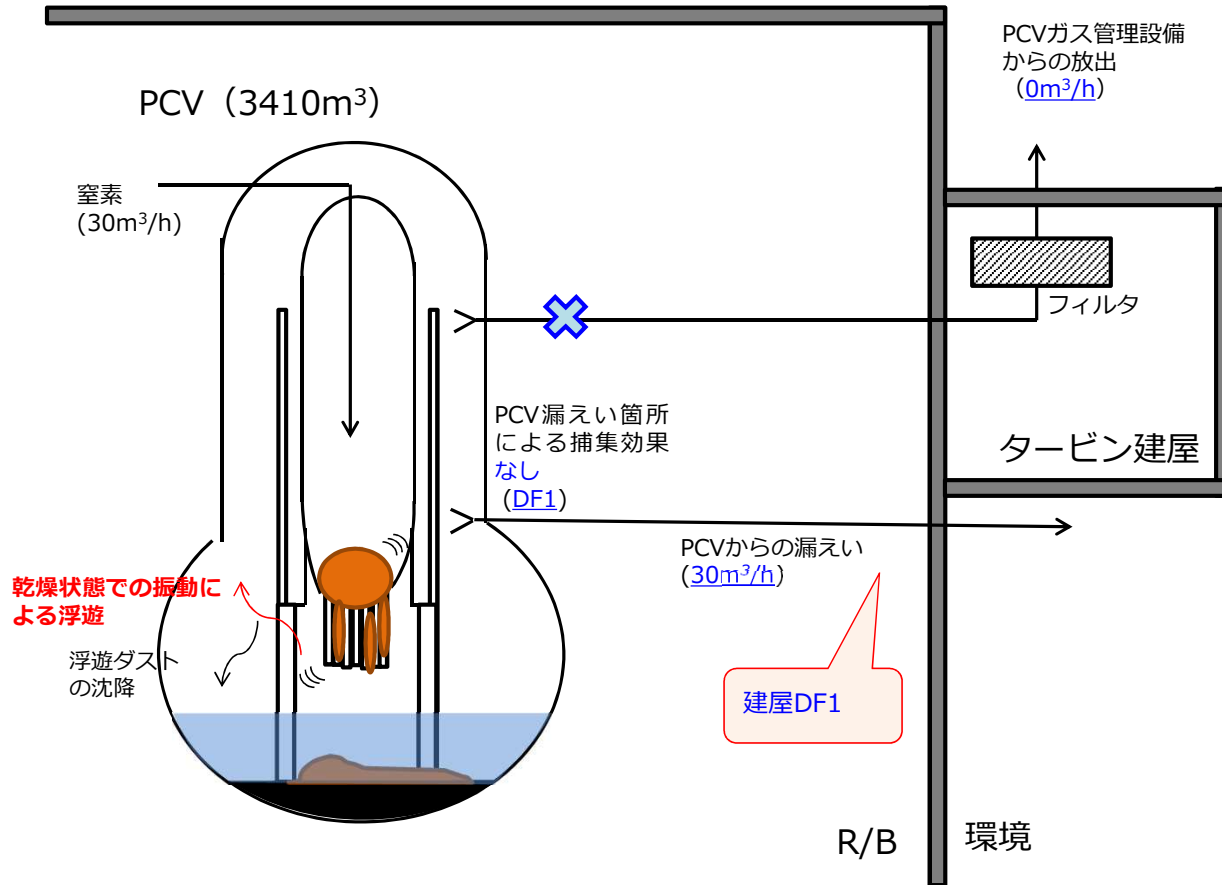 PCVガス管理設備
からの放出
（0m³/h）
PCV（3410m³）
窒素
(30m³/h)
フィルタ
PCV漏えい箇所
による捕集効果
なし
（DF1）
タービン建屋
PCVからの漏えい
(30m³/h)
乾燥状態での振動に
よる浮遊
浮遊ダスト
の沈降
建屋DF1
R/B
環境